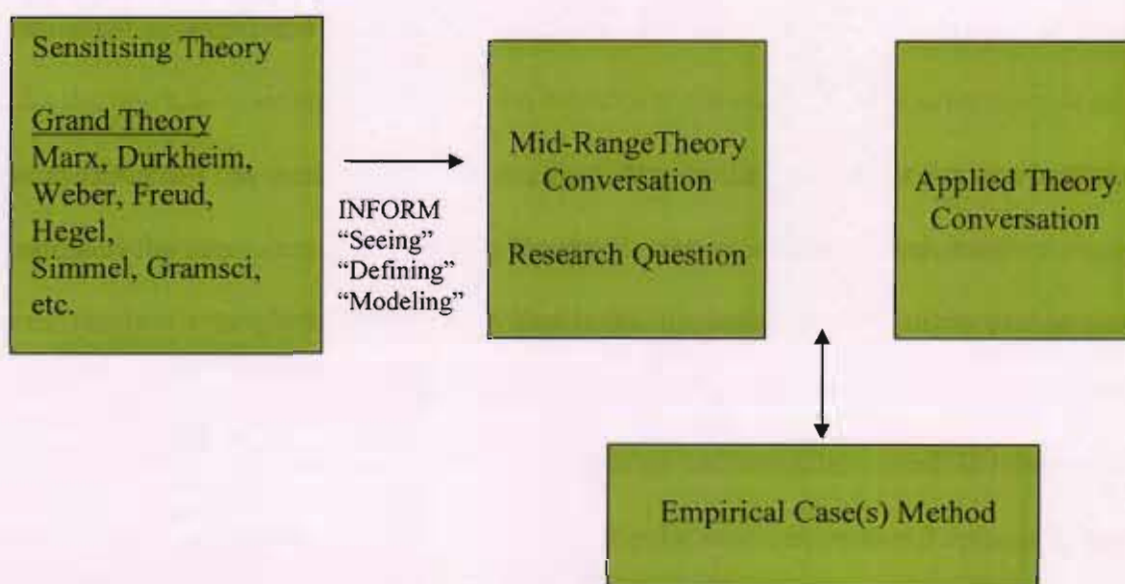 Sensitising Theory
Grand Theory
Marx, Durkheim,
Weber, Freud,
Hegel,
Simmel, Gramsci,
etc.
INFORM
“Seeing”
“Defining”
“Modeling”
Mid-RangeTheory
Conversation
Research Question
Applied Theory
Conversation
Empirical Case(s) Method